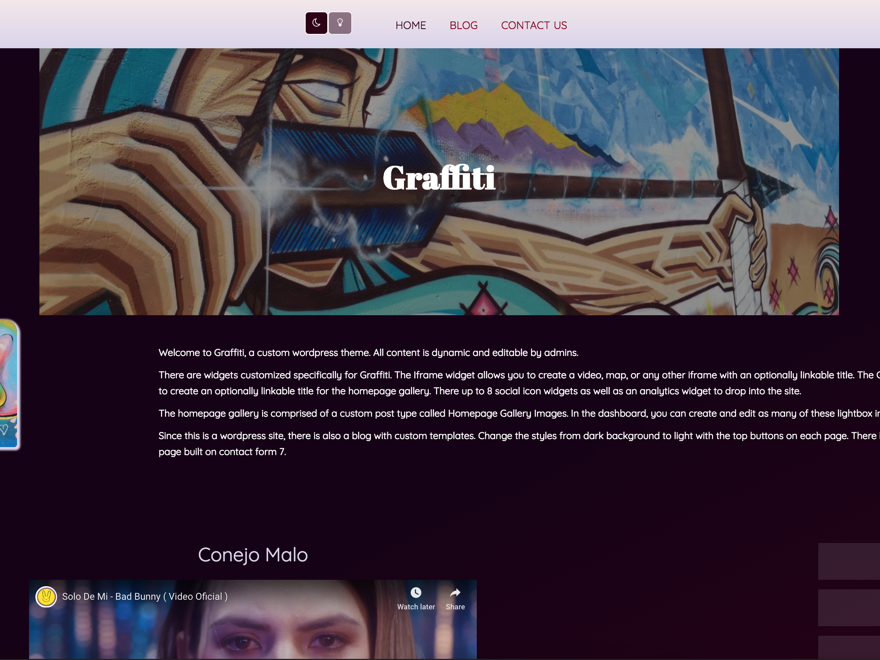 HOME BLOG CONTACT US
Graffiti
Welcome to Graffiti, a custom wordpress theme. All content is dynamic and editable by admins.
There are widgets customized specifically for Graffiti. The Iframe widget allows you to create a video, map, or any other iframe with an optionally linkable title. The
to create an optionally linkable title for the homepage gallery. There up to 8 social icon widgets as well as an analytics widget to drop into the site.
The homepage gallery is comprised of a custom post type called Homepage Gallery Images. In the dashboard, you can create and edit as many of these lightbox
Since this is a wordpress site, there is also a blog with custom templates. Change the styles from dark background to light with the top buttons on each page. There
page built on contact form 7.
Conejo Malo
Solo De Mi - Bad Bunny ( Video Oficial )
Watch later Share